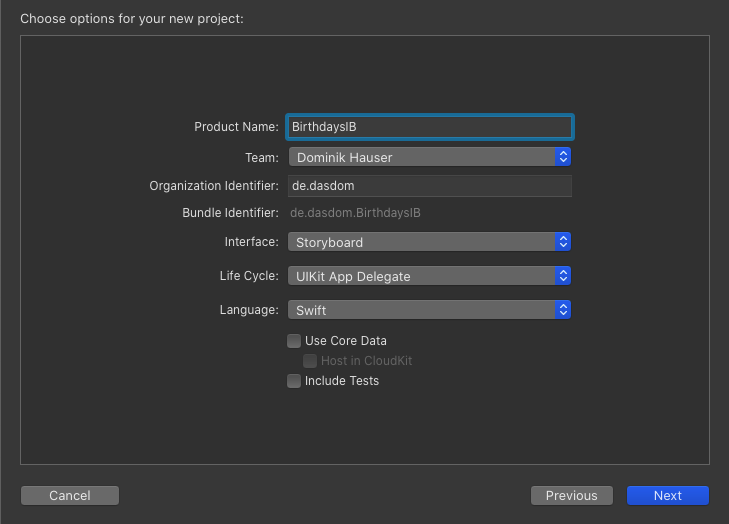 Choose options for your new project:
Product Name: BirthdaysIB
Team: Dominik Hauser
Organization Identifier: de.dasdom
Bundle Identifier: de.dasdom.BirthdaysIB
Interface: Storyboard
Life Cycle: UIKit App Delegate
Language: Swift
Use Core Data
Host in CloudKit
Include Tests
Cancel Previous Next